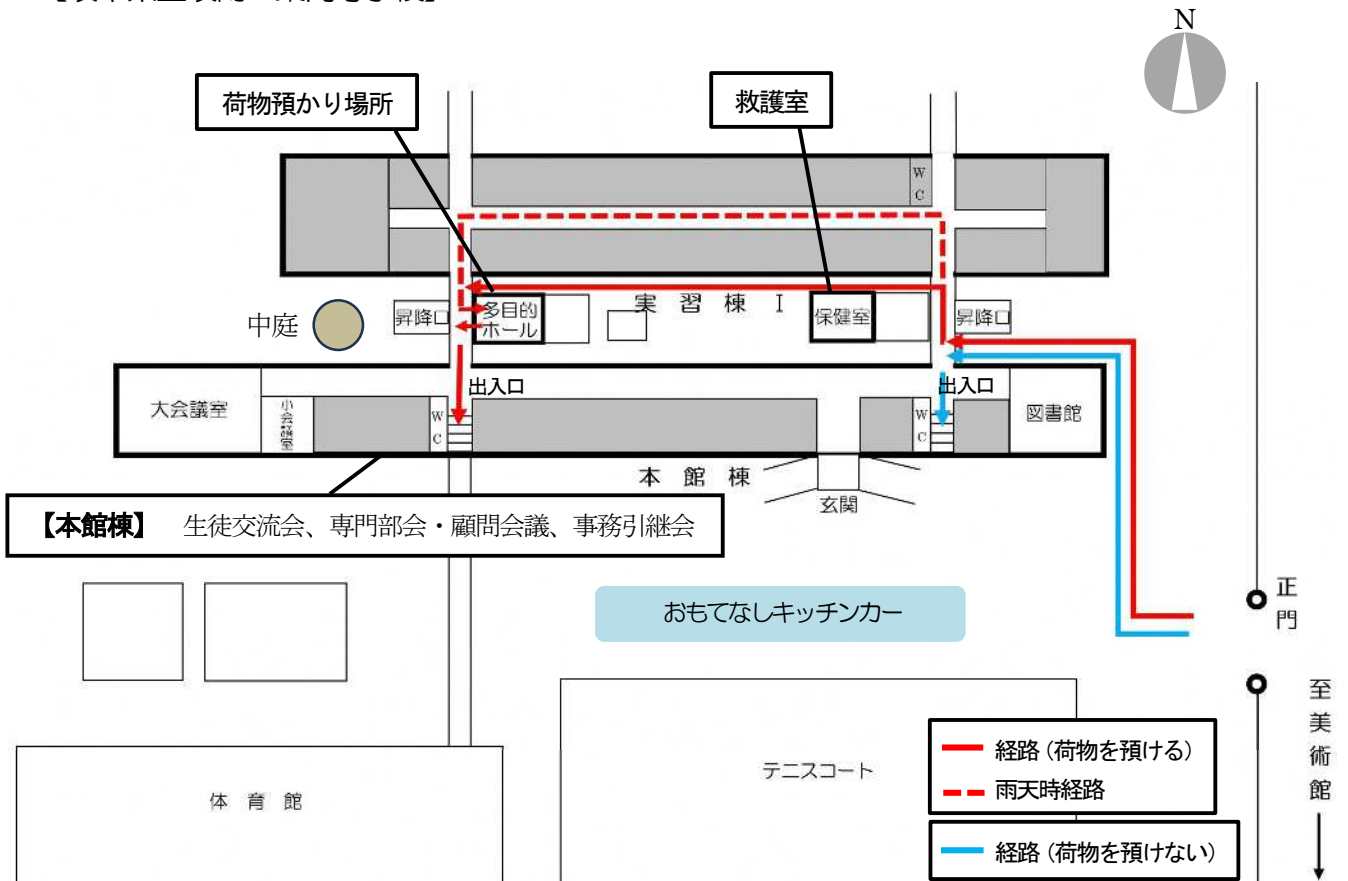 N
荷物預かり場所
救護室
W
C
中庭
昇降口
多目的
ホール
実習棟Ⅰ
保健室
昇降口
出入口
出入口
大会議室
小会議室
W
C
W
C
図書館
本館棟
玄関
【本館棟】 生徒交流会、専門部会・顧問会議、事務引継会
おもてなしキッチンカー
正門
至美術館
体育館
テニスコート
経路(荷物を預ける)
雨天時経路
経路(荷物を預けない)